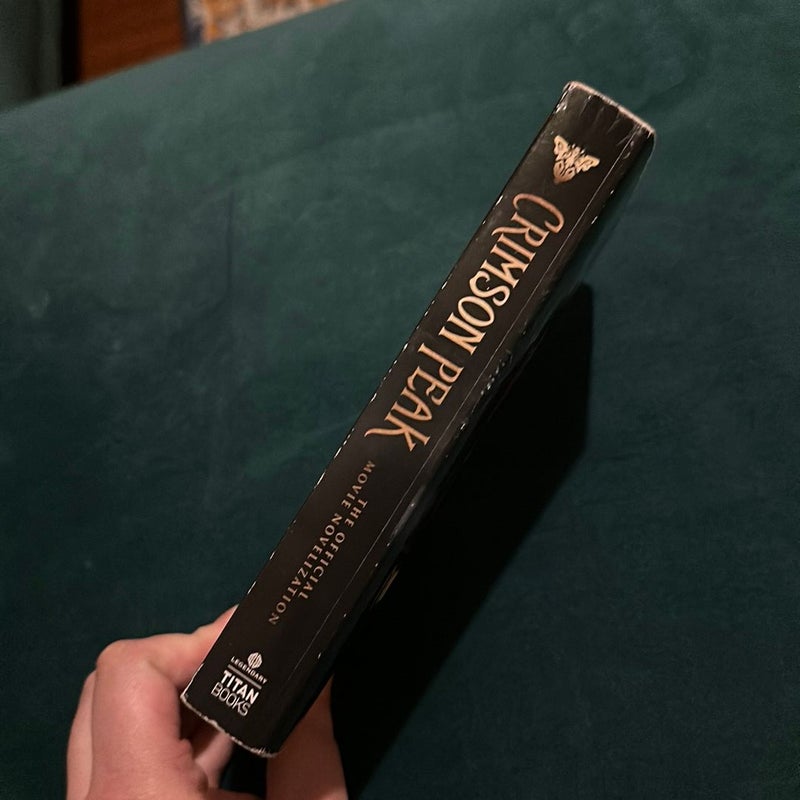 CRIMSON PEAK
THE OFFICIAL
MOVIE NOVELIZATION
LEGENDARY
TITAN
BOOKS